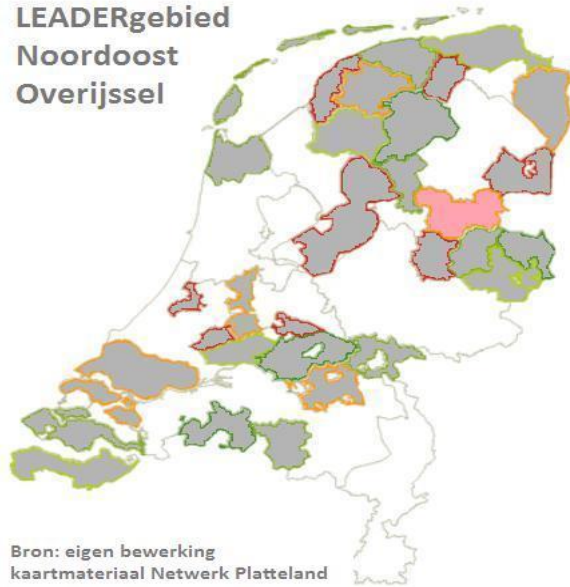 LEADERgebied
Noordoost
Overijssel
Bron: eigen bewerking
kaartmateriaal Netwerk Platteland